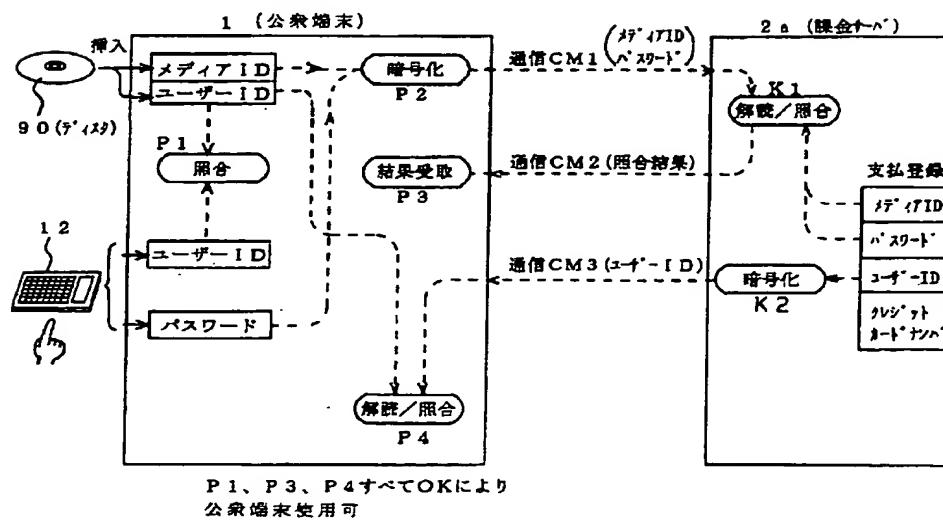 1 (公衆端末)
2a (課金サーバ)
挿入
メディアID
ユーザーID
暗号化
P2
通信CM1
(メディアID
パスワード)
K1
解読/照合
90(ディスク)
P1
照合
結果受取
P3
通信CM2(照合結果)
支払登録
メディアID
パスワード
ユーザーID
クレジット
カードナンバ
12
ユーザーID
通信CM3(ユーザーID)
暗号化
K2
パスワード
解読/照合
P4
P1、P3、P4すべてOKにより
公衆端末使用可